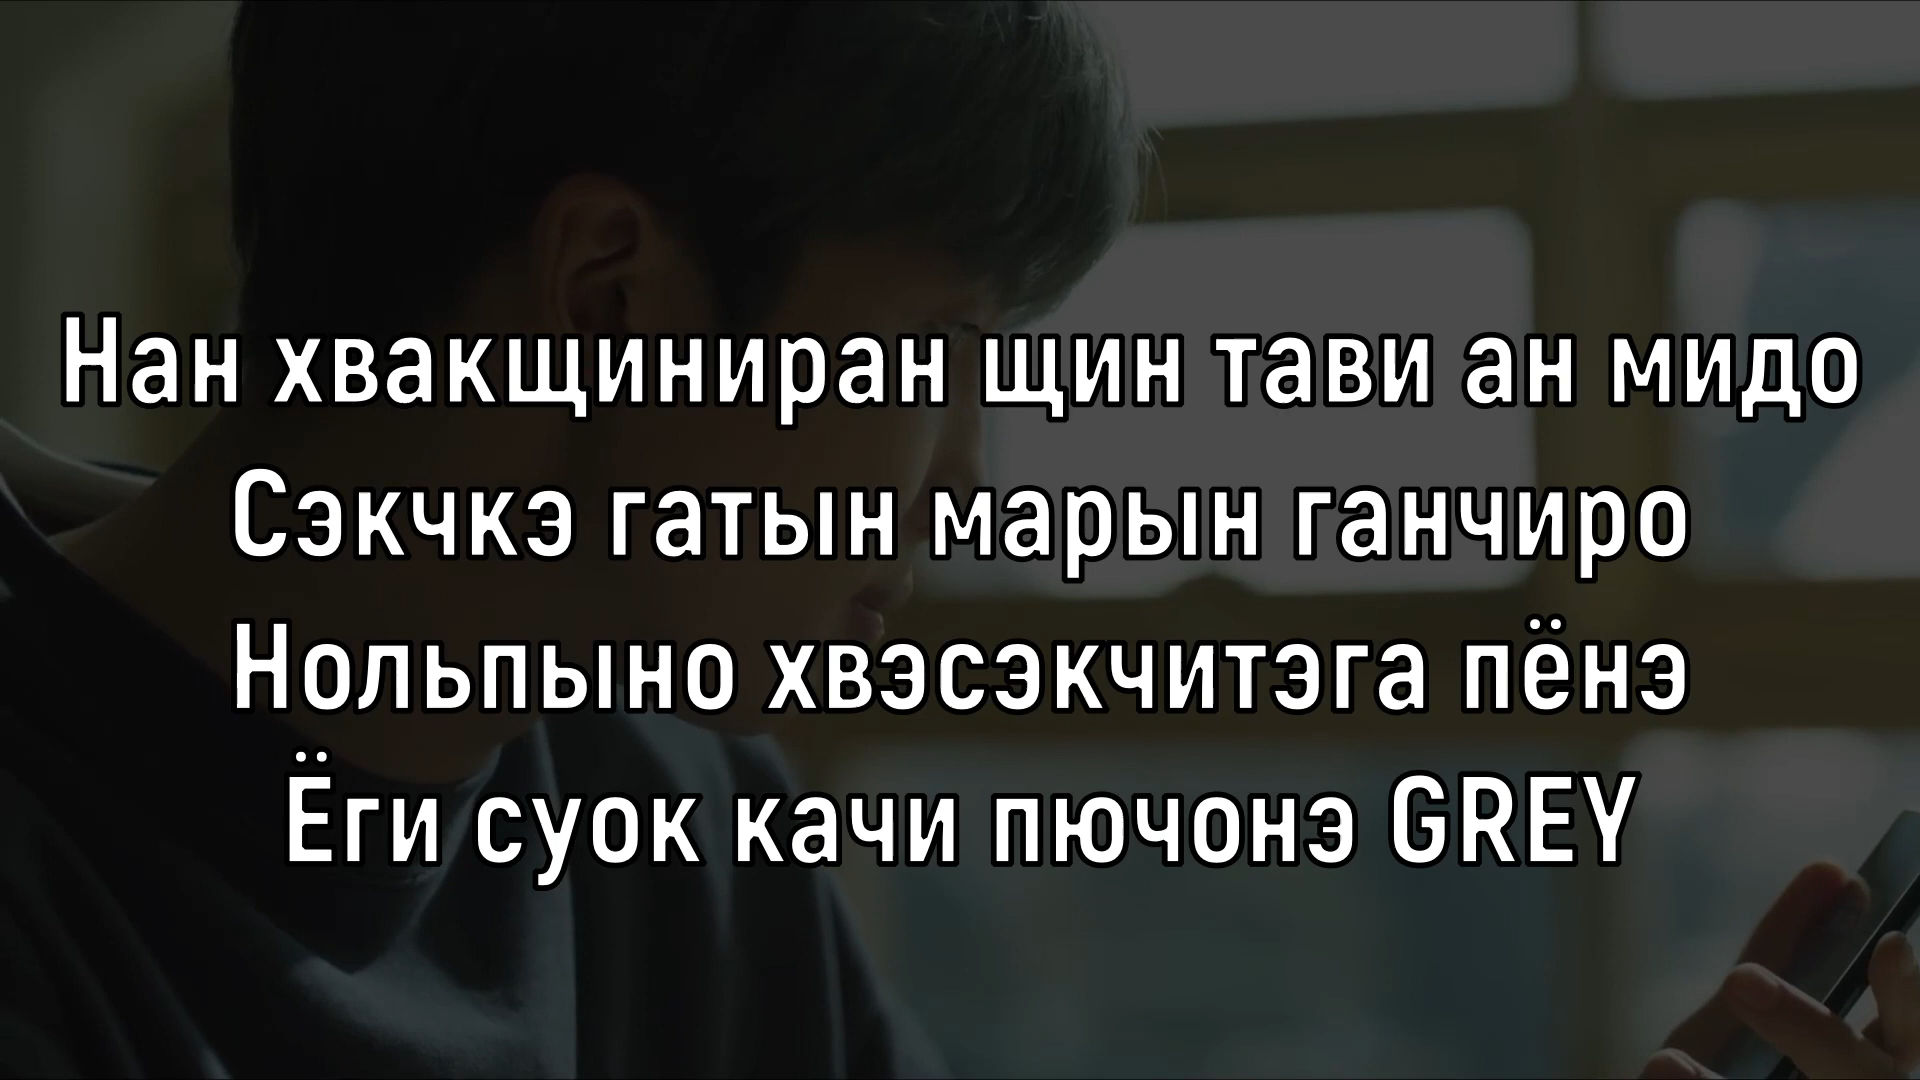 Нан хвакщиниран щин тави ан мидо
Сэкчкэ гатын марын ганчиро
Нольпыно хвэсэкчитэга пёнэ
Ёги суок качи пючонэ GREY